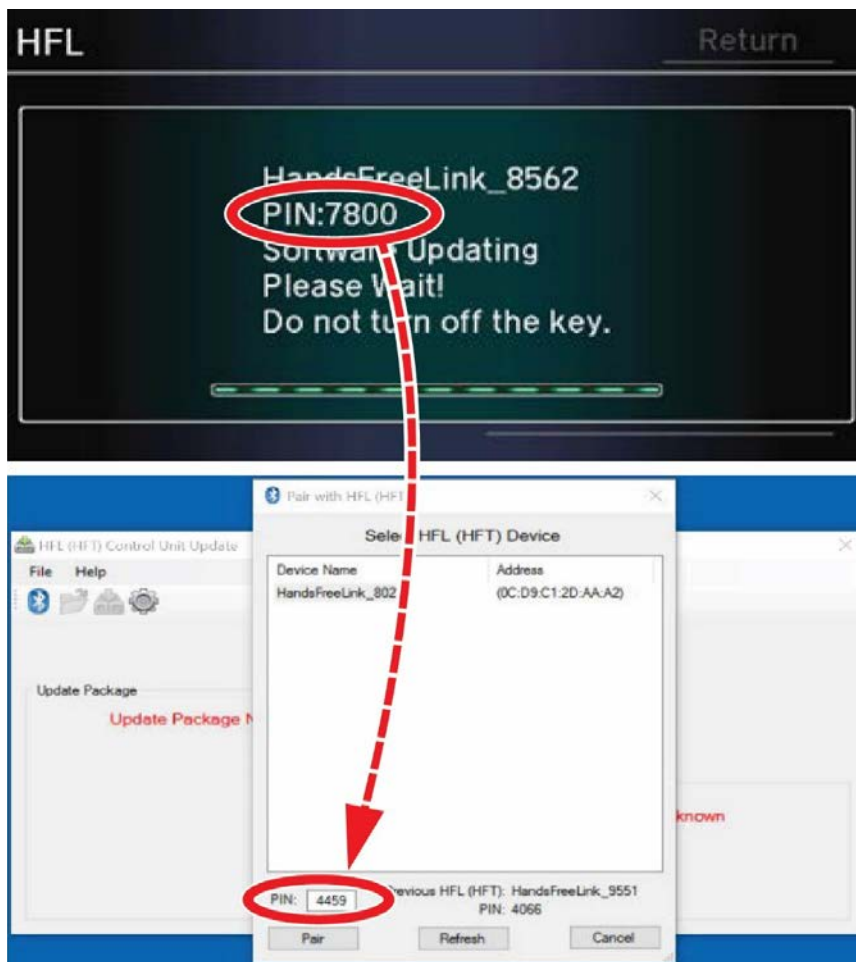 HFL
Return
HandsFreeLink_8562
PIN:7800
Software Updating
Please Wait!
Do not turn off the key.
Pair with HFL (HFT
HFL (HFT) Control Unit Update
Select HFL (HFT) Device
File Help
Device Name Address
HandsFreeLink_802 (0C:D9:C1:2D:AA:A2)
Update Package
Update Package N
known
PIN: 4459
Previous HFL (HFT): HandsFreeLink_9551
PIN: 4066
Pair Refresh Cancel